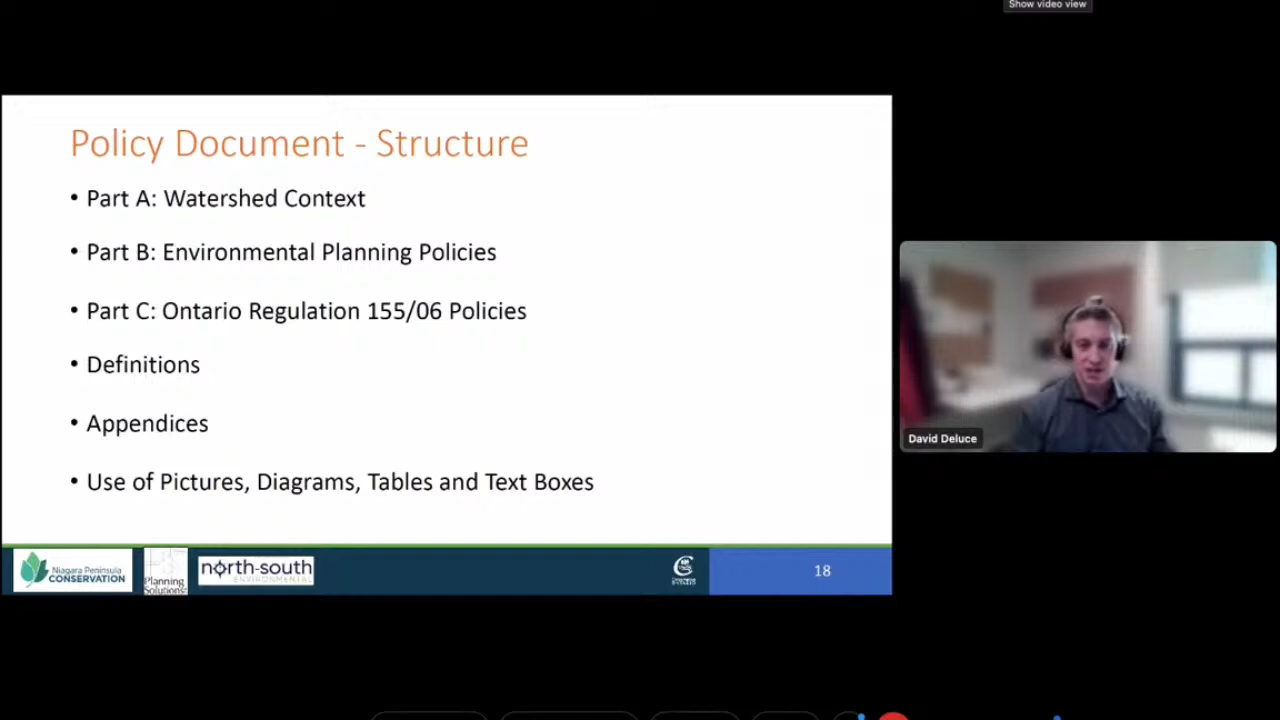 Show video view
Policy Document - Structure
• Part A: Watershed Context
• Part B: Environmental Planning Policies
• Part C: Ontario Regulation 155/06 Policies
• Definitions
• Appendices
• Use of Pictures, Diagrams, Tables and Text Boxes
David Deluce
Niagara Peninsula
CONSERVATION
Planning
Solutions
north-south
ENVIRONMENTAL
18